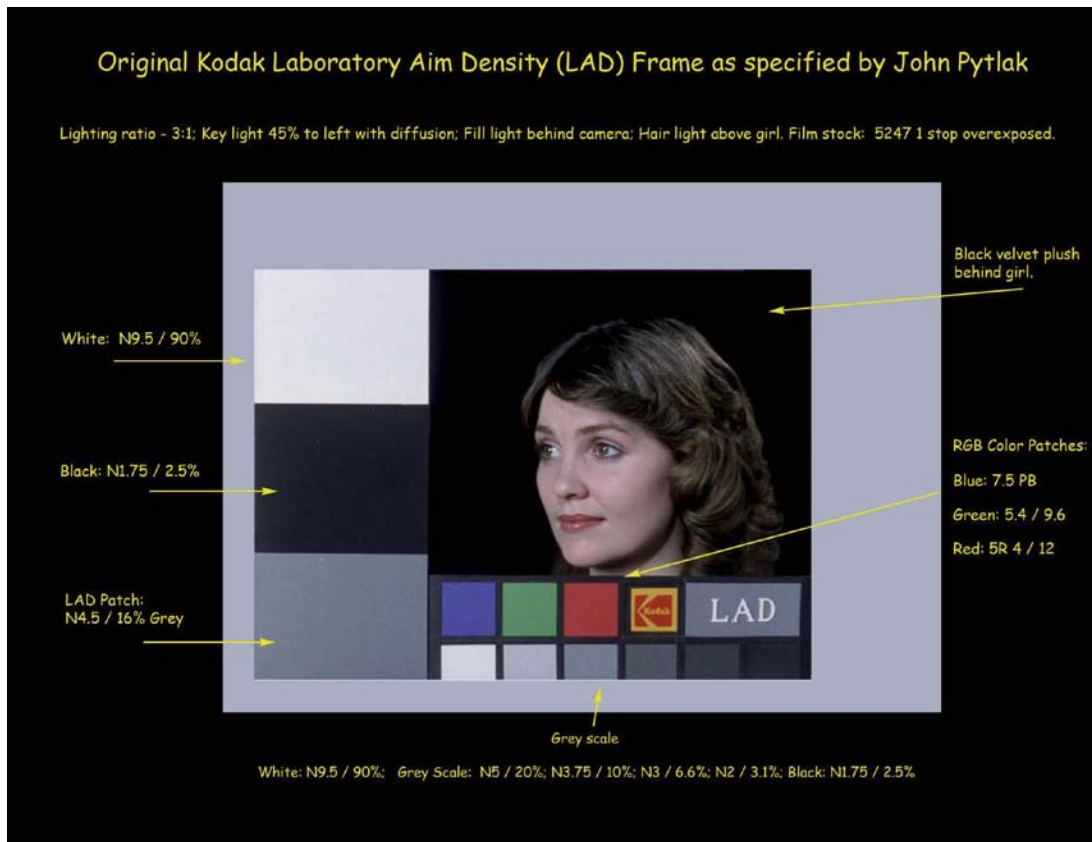 Original Kodak Laboratory Aim Density (LAD) Frame as specified by John Pytlak
Lighting ratio - 3:1; Key light 45% to left with diffusion; Fill light behind camera; Hair light above girl. Film stock:  5247 1 stop overexposed.
Black velvet plush
behind girl.
White:  N9.5 / 90%
Black: N1.75 / 2.5%
RGB Color Patches:
Blue: 7.5 PB
Green: 5.4 / 9.6
Red: 5R 4 / 12
LAD Patch:
N4.5 / 16% Grey
Kodak
LAD
Grey scale
White: N9.5 / 90%;   Grey Scale:  N5 / 20%; N3.75 / 10%; N3 / 6.6%; N2 / 3.1%; Black: N1.75 / 2.5%